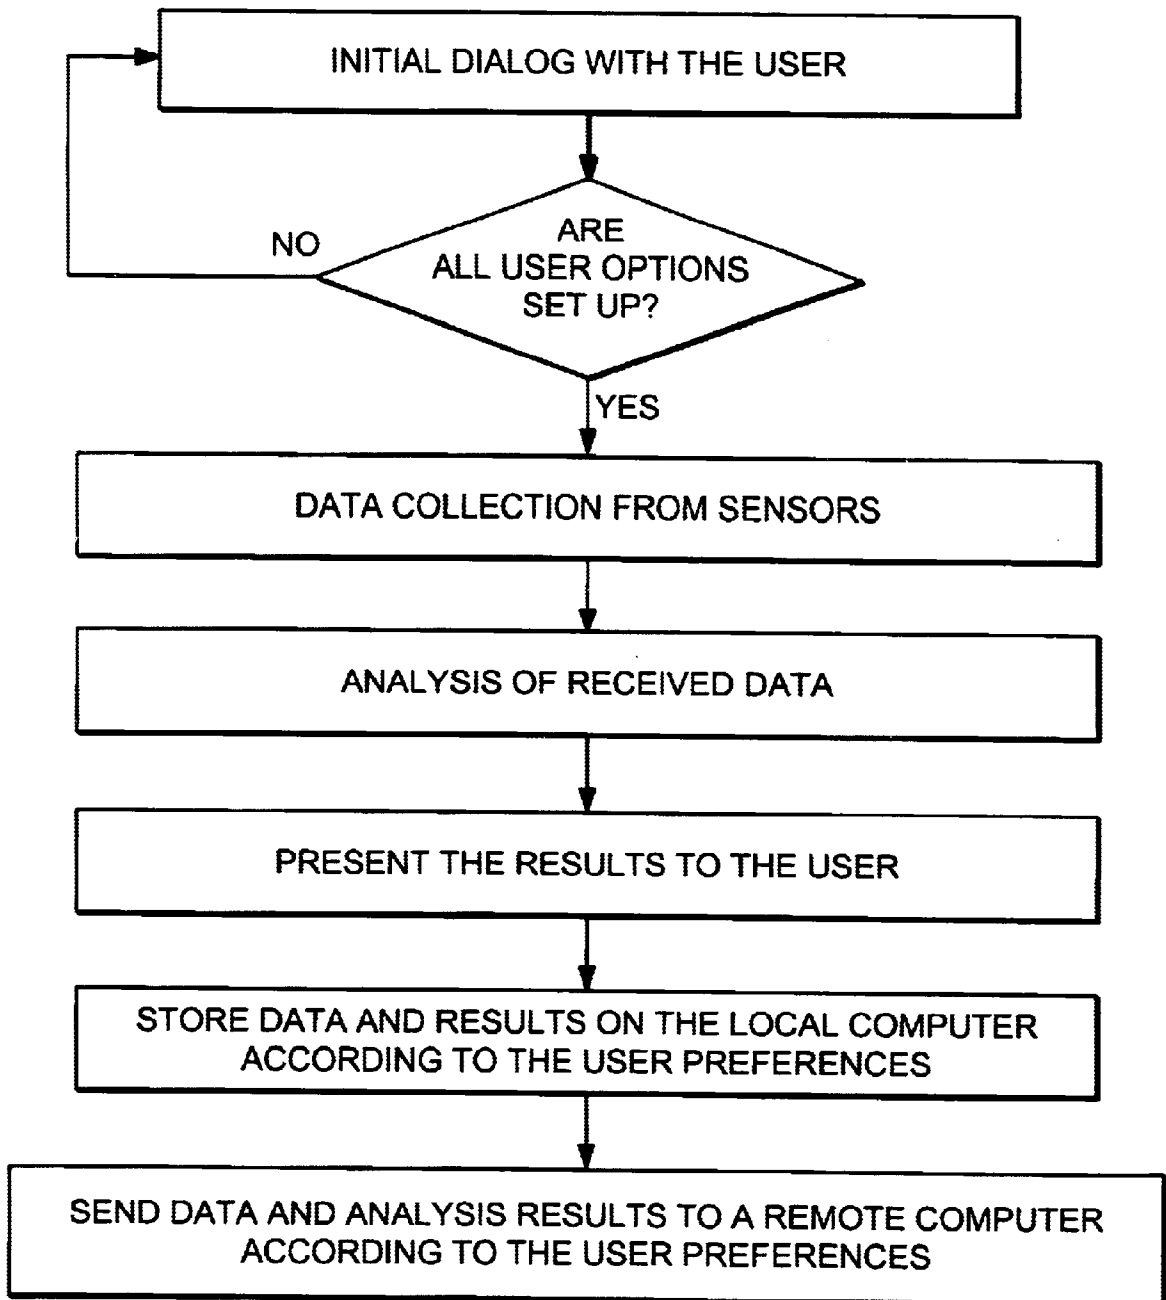 INITIAL DIALOG WITH THE USER
ARE
ALL USER OPTIONS
SET UP?
NO
YES
DATA COLLECTION FROM SENSORS
ANALYSIS OF RECEIVED DATA
PRESENT THE RESULTS TO THE USER
STORE DATA AND RESULTS ON THE LOCAL COMPUTER
ACCORDING TO THE USER PREFERENCES
SEND DATA AND ANALYSIS RESULTS TO A REMOTE COMPUTER
ACCORDING TO THE USER PREFERENCES